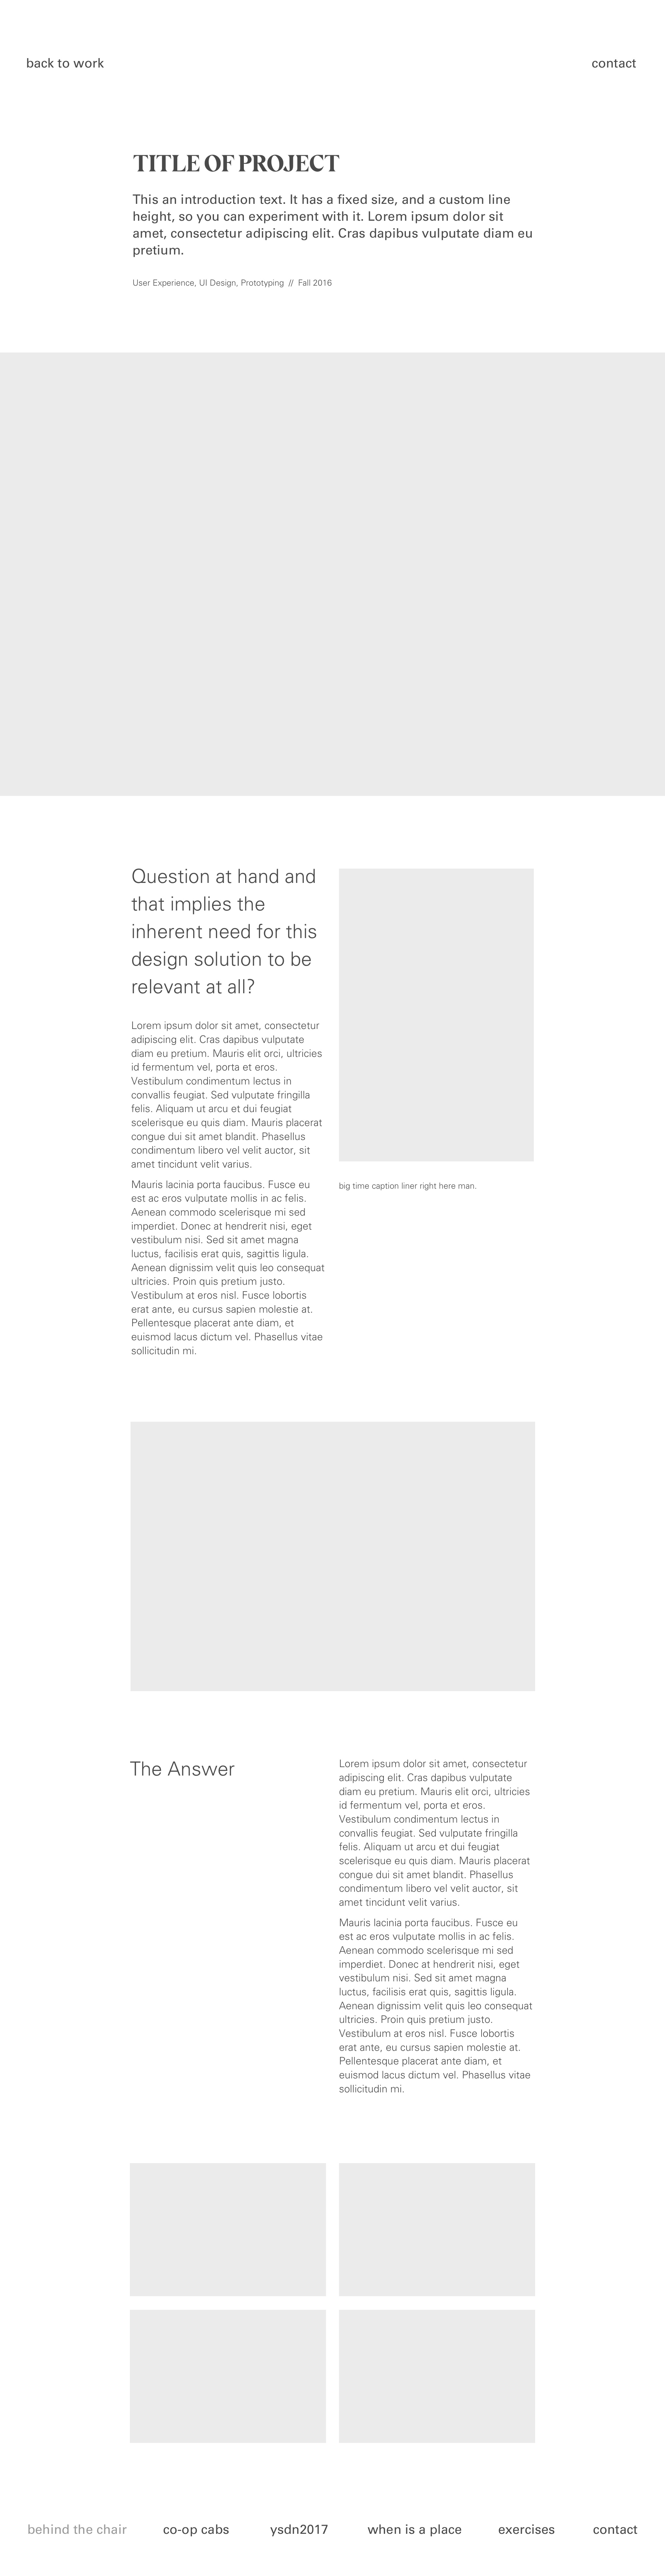 back to work
contact
TITLE OF PROJECT
This an introduction text. It has a fixed size, and a custom line
height, so you can experiment with it. Lorem ipsum dolor sit
amet, consectetur adipiscing elit. Cras dapibus vulputate diam eu
pretium.
User Experience, UI Design, Prototyping // Fall 2016
Question at hand and
that implies the
inherent need for this
design solution to be
relevant at all?
Lorem ipsum dolor sit amet, consectetur
adipiscing elit. Cras dapibus vulputate
diam eu pretium. Mauris elit orci, ultricies
id fermentum vel, porta et eros.
Vestibulum condimentum lectus in
convallis feugiat. Sed vulputate fringilla
felis. Aliquam ut arcu et dui feugiat
scelerisque eu quis diam. Mauris placerat
congue dui sit amet blandit. Phasellus
condimentum libero vel velit auctor, sit
amet tincidunt velit varius.
Mauris lacinia porta faucibus. Fusce eu
est ac eros vulputate mollis in ac felis.
Aenean commodo scelerisque mi sed
imperdiet. Donec at hendrerit nisi, eget
vestibulum nisi. Sed sit amet magna
luctus, facilisis erat quis, sagittis ligula.
Aenean dignissim velit quis leo consequat
ultricies. Proin quis pretium justo.
Vestibulum at eros nisl. Fusce lobortis
erat ante, eu cursus sapien molestie at.
Pellentesque placerat ante diam, et
euismod lacus dictum vel. Phasellus vitae
sollicitudin mi.
big time caption liner right here man.
The Answer
Lorem ipsum dolor sit amet, consectetur
adipiscing elit. Cras dapibus vulputate
diam eu pretium. Mauris elit orci, ultricies
id fermentum vel, porta et eros.
Vestibulum condimentum lectus in
convallis feugiat. Sed vulputate fringilla
felis. Aliquam ut arcu et dui feugiat
scelerisque eu quis diam. Mauris placerat
congue dui sit amet blandit. Phasellus
condimentum libero vel velit auctor, sit
amet tincidunt velit varius.
Mauris lacinia porta faucibus. Fusce eu
est ac eros vulputate mollis in ac felis.
Aenean commodo scelerisque mi sed
imperdiet. Donec at hendrerit nisi, eget
vestibulum nisi. Sed sit amet magna
luctus, facilisis erat quis, sagittis ligula.
Aenean dignissim velit quis leo consequat
ultricies. Proin quis pretium justo.
Vestibulum at eros nisl. Fusce lobortis
erat ante, eu cursus sapien molestie at.
Pellentesque placerat ante diam, et
euismod lacus dictum vel. Phasellus vitae
sollicitudin mi.
behind the chair
co-op cabs
ysdn2017
when is a place
exercises
contact